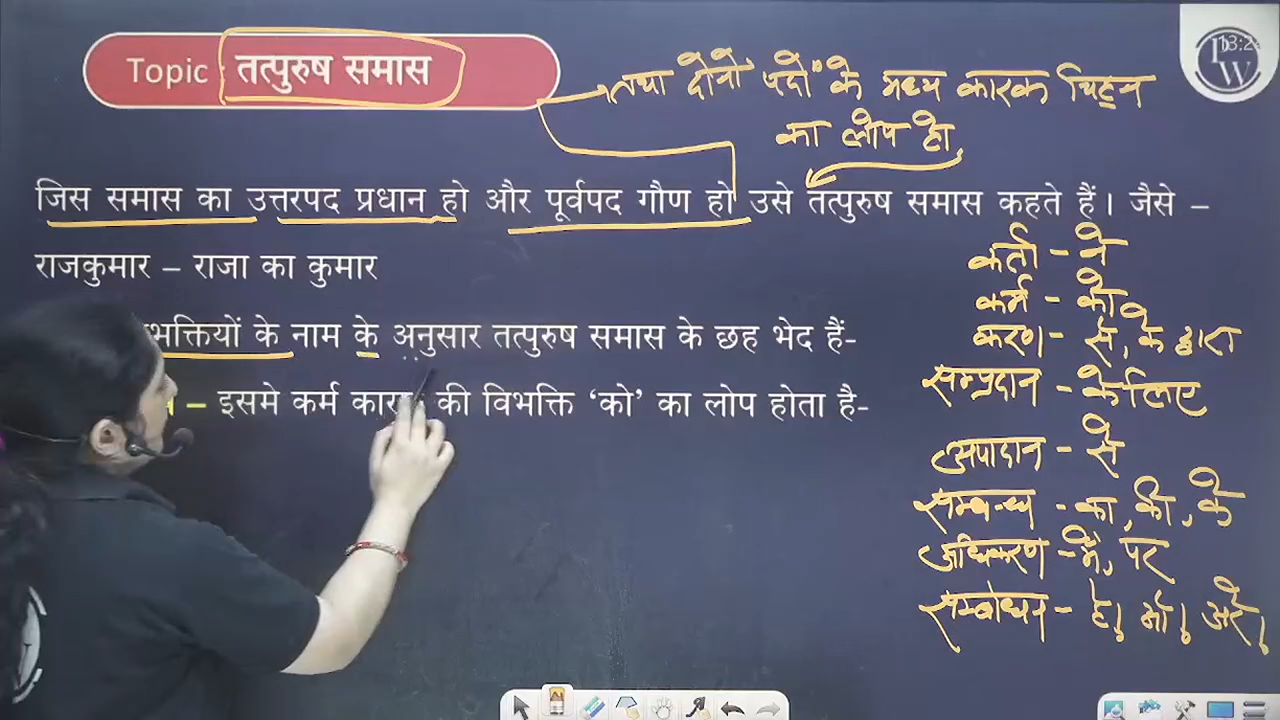 Topic तत्पुरुष समास
तथा दोनों "पदों" के मध्य कारक चिह्न
का लोप हो,
जिस समास का उत्तरपद प्रधान हो और पूर्वपद गौण हो उसे तत्पुरुष समास कहते हैं। जैसे –
राजकुमार – राजा का कुमार
भक्तियों के नाम के अनुसार तत्पुरुष समास के छह भेद हैं-
– इसमे कर्म की विभक्ति 'को' का लोप होता है-
कर्ता - ने
कर्म - को
करण - से, के द्वारा
सम्प्रदान - के लिए
अपादान - से
सम्बन्ध - का, की, के
अधिकरण - में, पर
सम्बोधन - हे! भो! अरे!